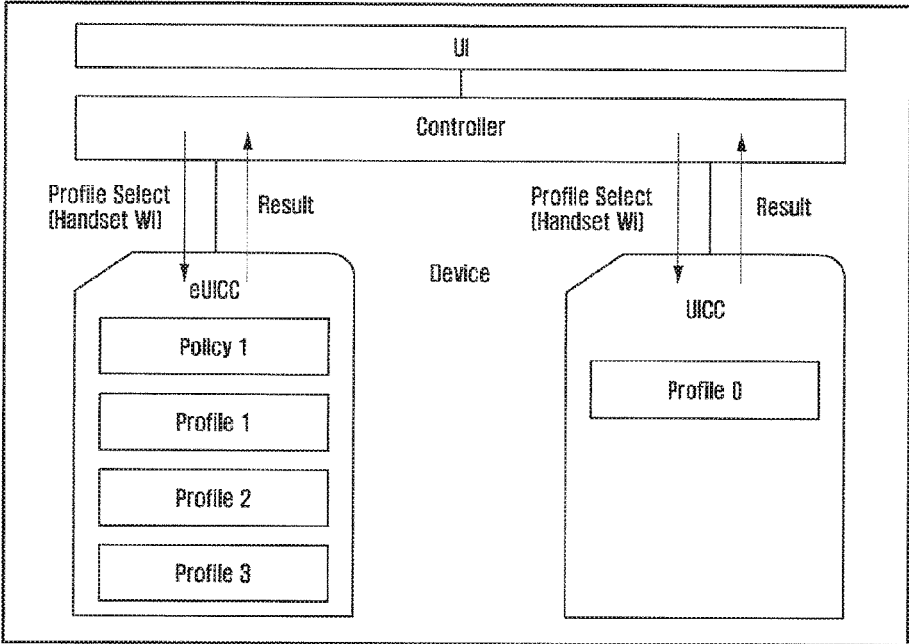 UI
Controller
Profile Select
(Handset WI)
Result
Profile Select
(Handset WI)
Result
Device
eUICC
Policy 1
Profile 1
Profile 2
Profile 3
UICC
Profile 0